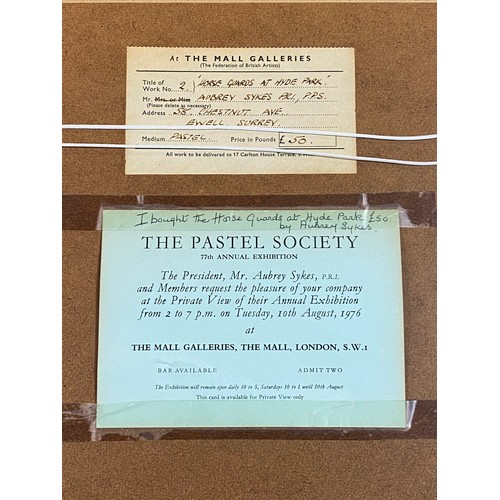 At THE MALL GALLERIES
(The Federation of British Artists)
Title of Work No. 2. 'HORSE GUARDS AT HYDE PARK.'
Mr. Mrs. or Miss AUBREY SYKES P.R.I., P.P.S.
(Please delete as necessary)
Address 38. CHESTNUTT AVE.,
EWELL. SURREY.
Medium PASTEL Price in Pounds £50.
All work to be delivered to 17 Carlton House Terrace,
I bought the Horse Guards at Hyde Park £50
by Aubrey Sykes.
THE PASTEL SOCIETY
77th ANNUAL EXHIBITION
The President, Mr. Aubrey Sykes, P.R.I.
and Members request the pleasure of your company
at the Private View of their Annual Exhibition
from 2 to 7 p.m. on Tuesday, 10th August, 1976
at
THE MALL GALLERIES, THE MALL, LONDON, S.W.1
BAR AVAILABLE ADMIT TWO
The Exhibition will remain open daily 10 to 5, Saturdays 10 to 1 until 20th August
This card is available for Private View only